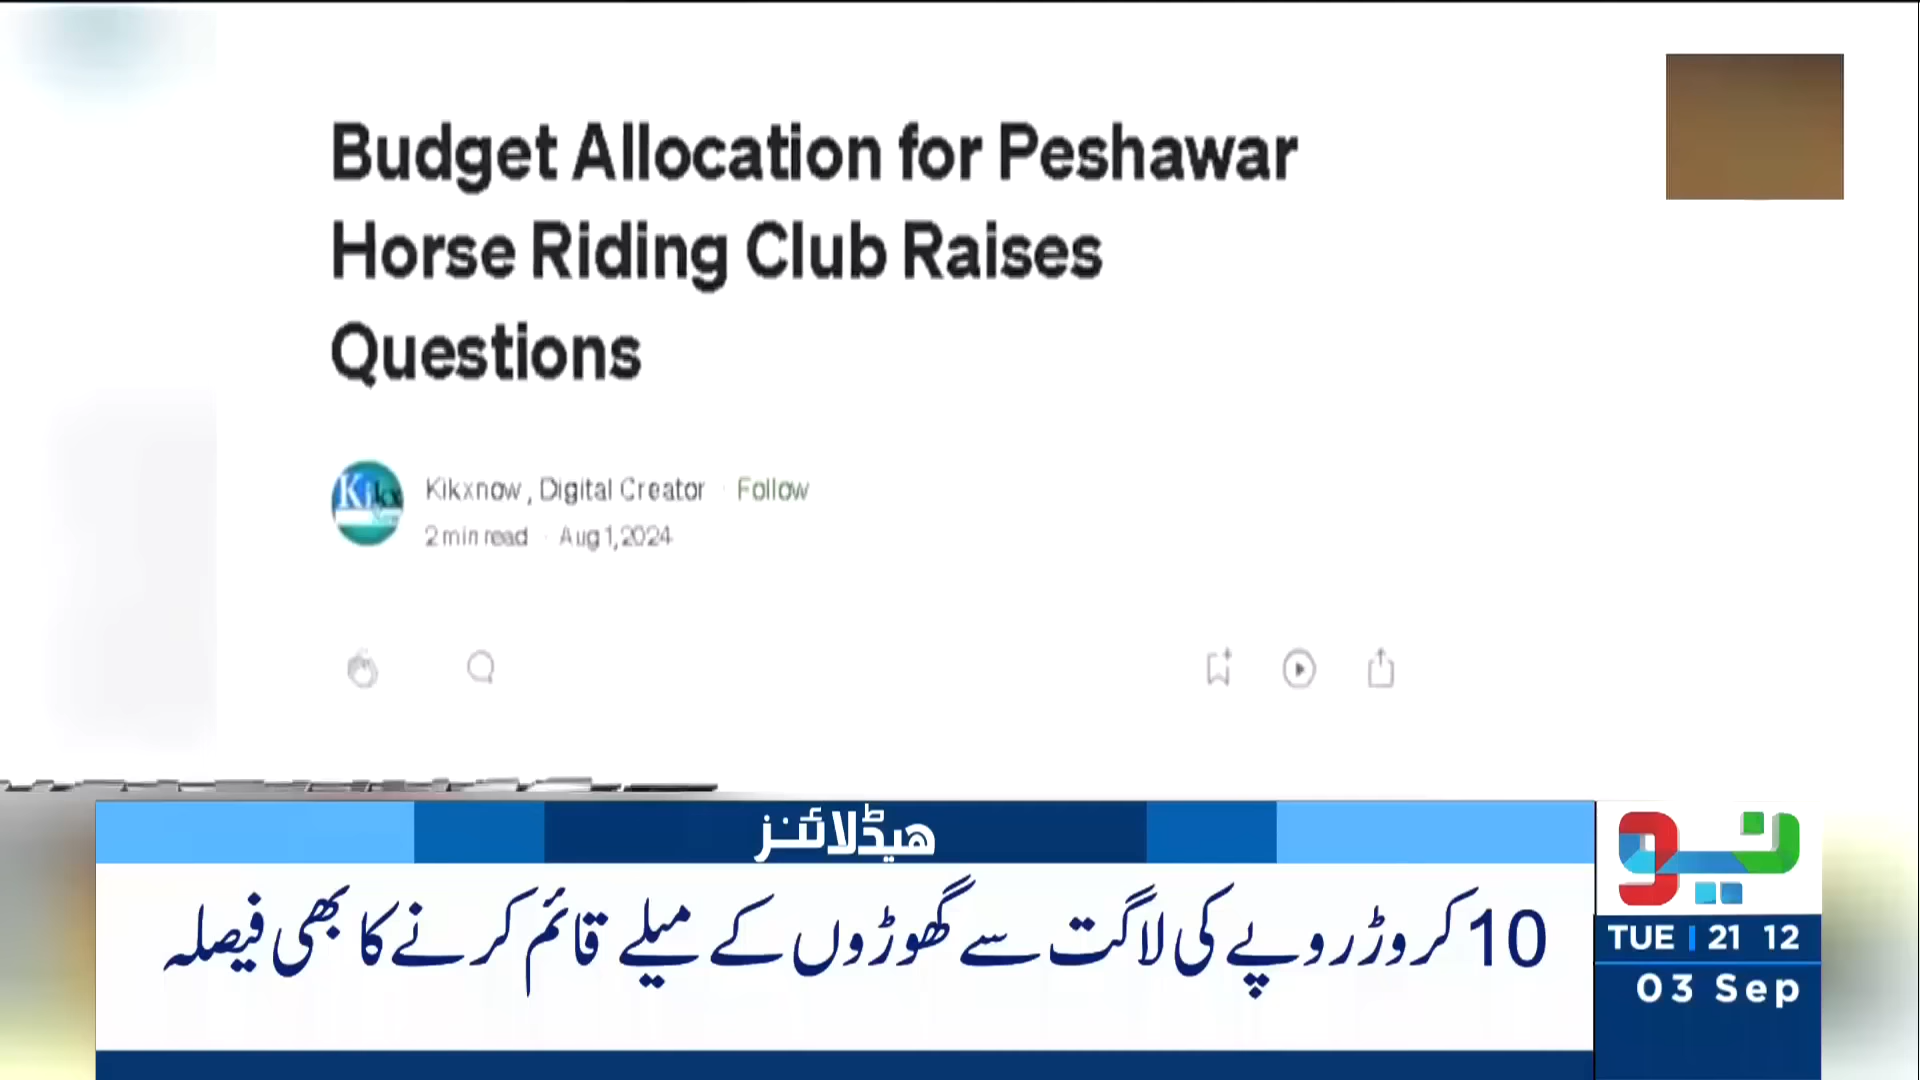 Budget Allocation for Peshawar
Horse Riding Club Raises
Questions
Kikx
Kikxnow, Digital Creator · Follow
2 min read · Aug 1, 2024
ھیڈلائنز
10 کروڑ روپے کی لاگت سے گھوڑوں کے میلے قائم کرنے کا بھی فیصلہ
نیو
TUE | 21 12
03 Sep